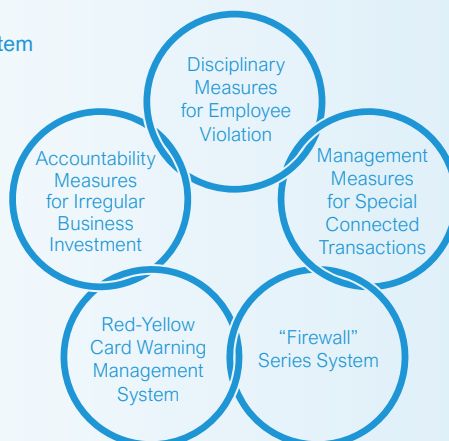 tem
Disciplinary
Measures
for Employee
Violation
Accountability
Measures
for Irregular
Business
Investment
Management
Measures
for Special
Connected
Transactions
Red-Yellow
Card Warning
Management
System
“Firewall”
Series System